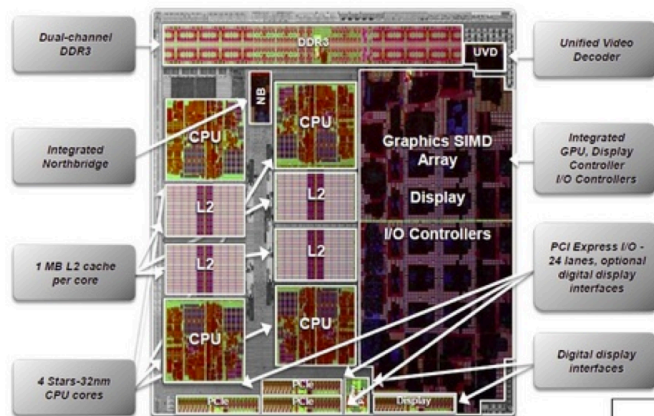 Dual-channel
DDR3
DDR3
UVD
Unified Video
Decoder
NB
CPU
CPU
Integrated
Northbridge
Graphics SIMD
Array
Integrated
GPU, Display
Controller
I/O Controllers
L2
L2
Display
1 MB L2 cache
per core
L2
L2
I/O Controllers
PCI Express I/O -
24 lanes, optional
digital display
interfaces
CPU
CPU
4 Stars-32nm
CPU cores
Digital display
interfaces
PCIe
PCIe
PCIe
Display